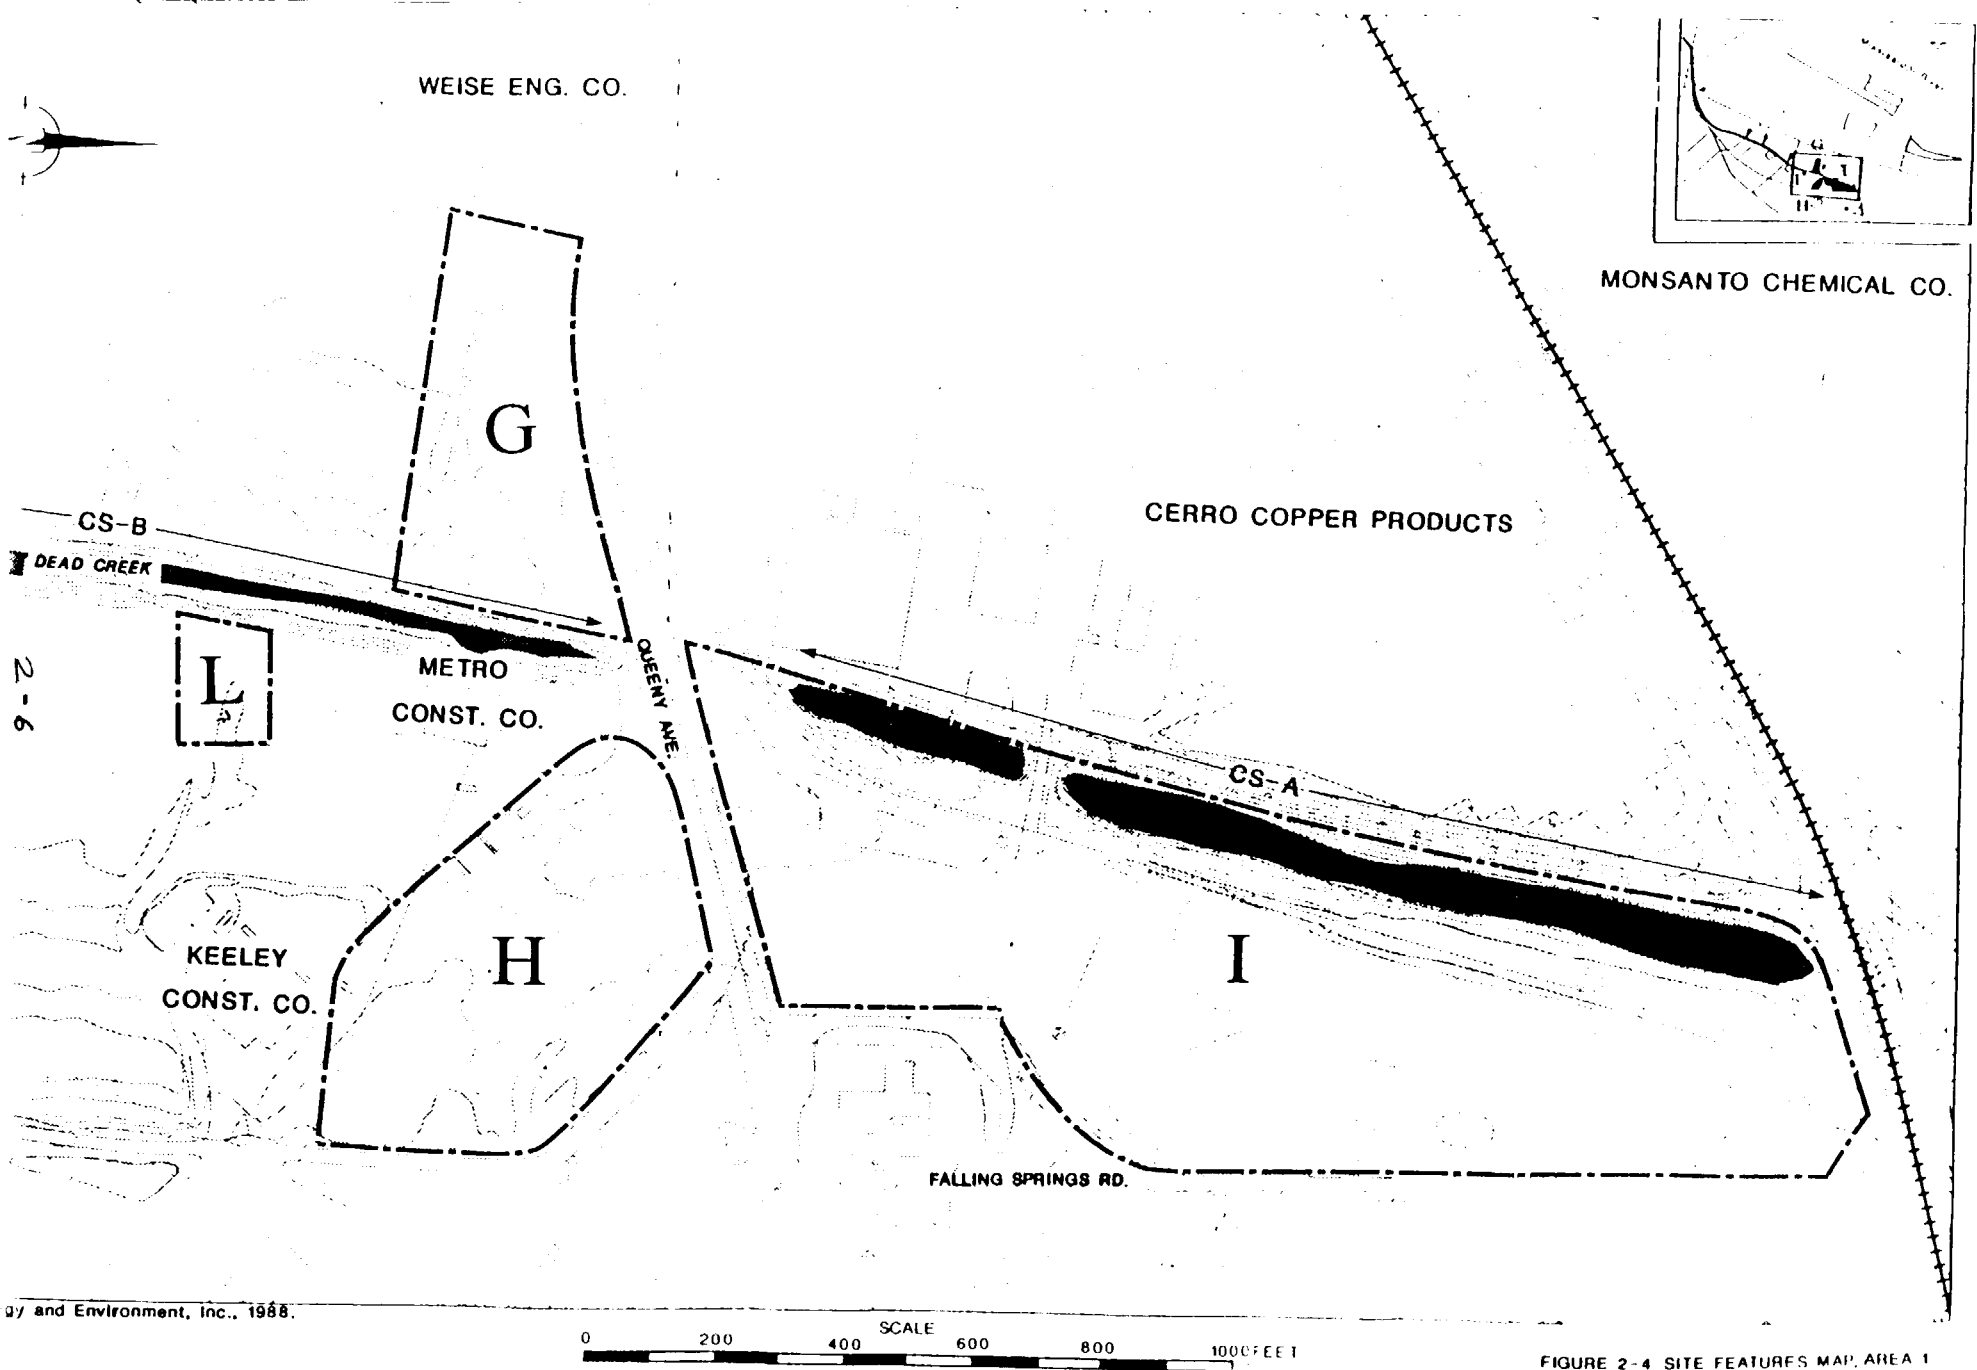 WEISE ENG. CO.
MONSANTO CHEMICAL CO.
G
CERRO COPPER PRODUCTS
CS-B
DEAD CREEK
L
METRO
CONST. CO.
QUEENY AVE.
2-6
CS-A
KEELEY
CONST. CO.
H
I
FALLING SPRINGS RD.
gy and Environment, Inc., 1988.
SCALE
0 200 400 600 800 1000 FEET
FIGURE 2-4 SITE FEATURES MAP, AREA 1